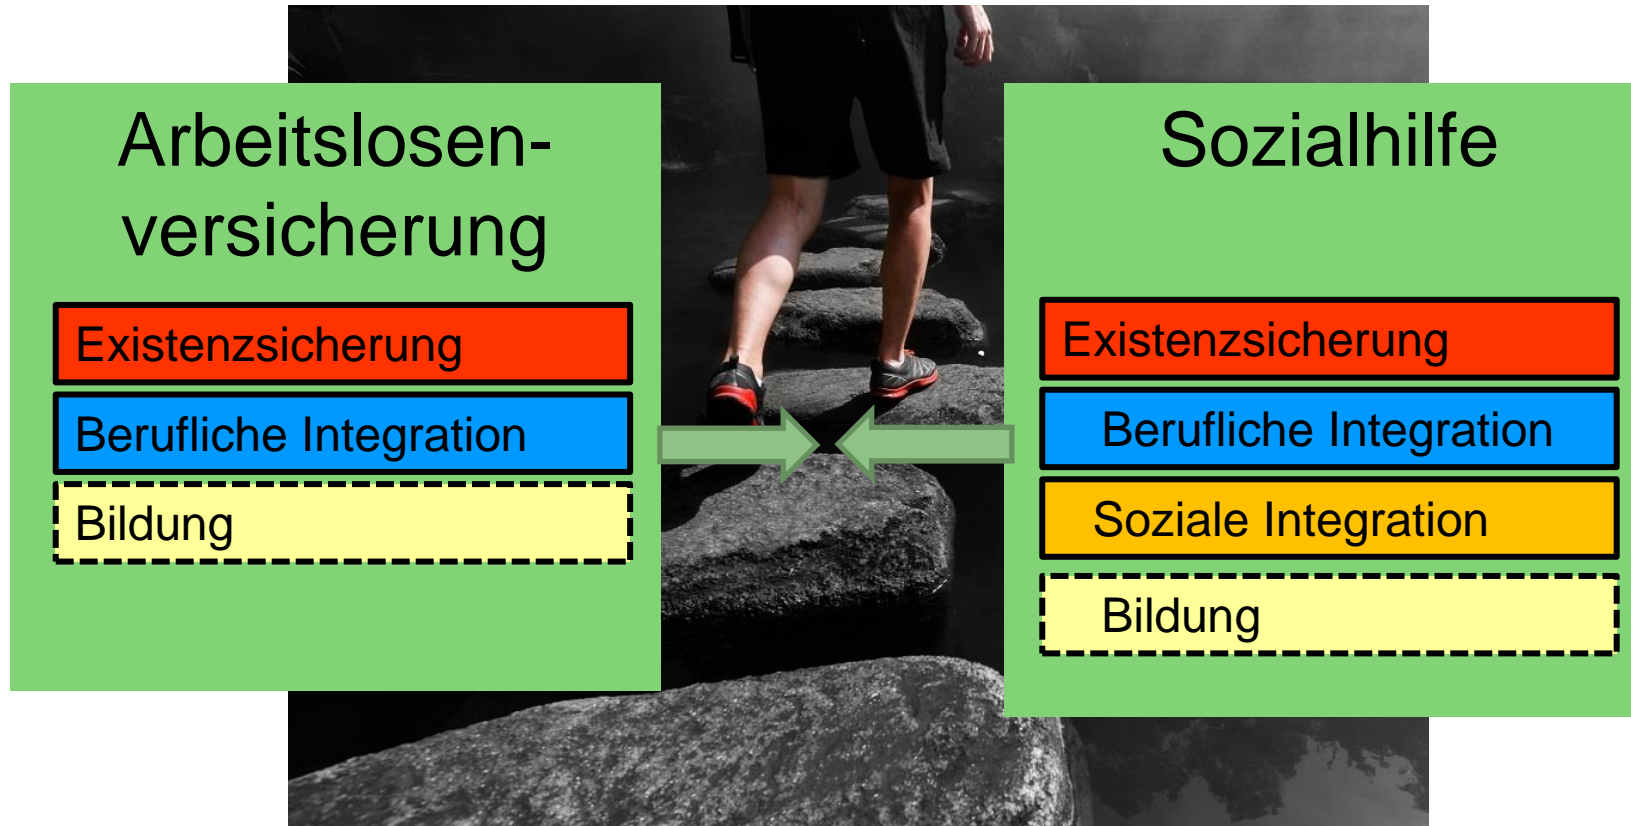 Arbeitslosen-
versicherung
Existenzsicherung
Berufliche Integration
Bildung
Sozialhilfe
Existenzsicherung
Berufliche Integration
Soziale Integration
Bildung